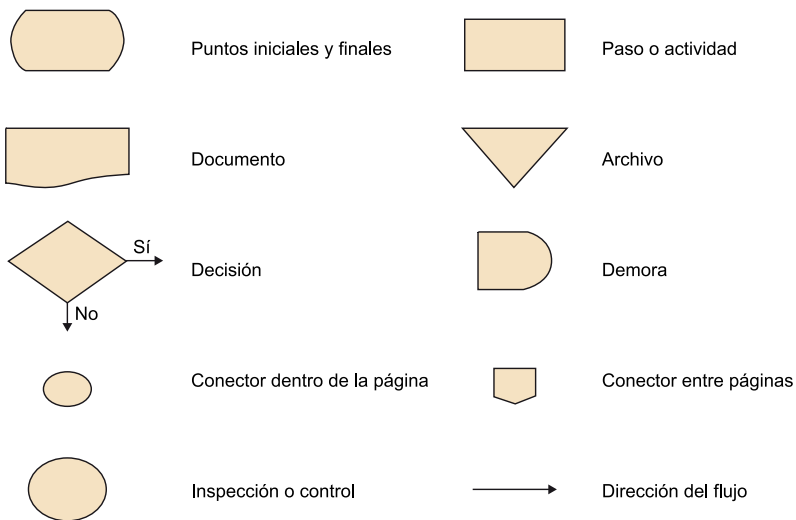 Puntos iniciales y finales
Paso o actividad
Documento
Archivo
Sí
Decisión
Demora
No
Conector dentro de la página
Conector entre páginas
Inspección o control
Dirección del flujo